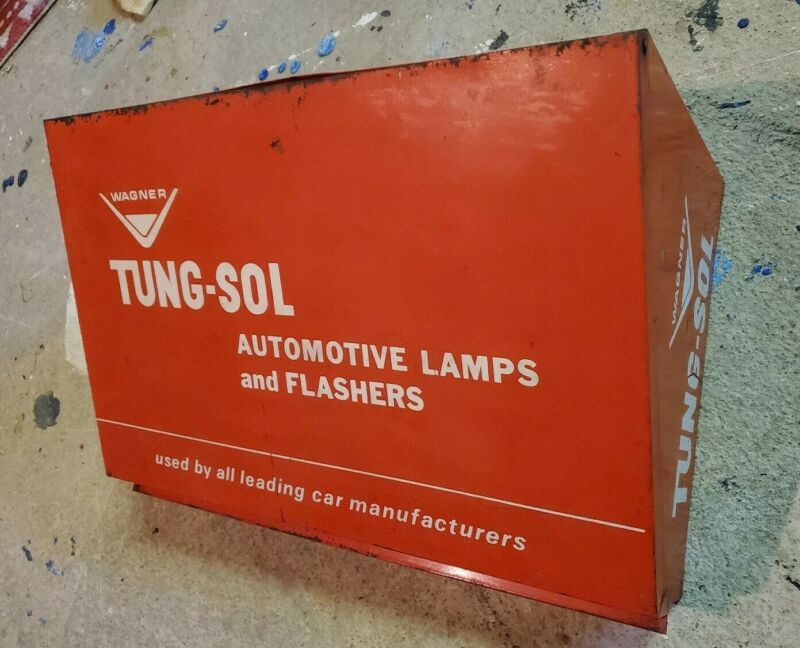 WAGNER
TUNG-SOL
AUTOMOTIVE LAMPS
and FLASHERS
used by all leading car manufacturers
WAGNER
TUNG-SOL